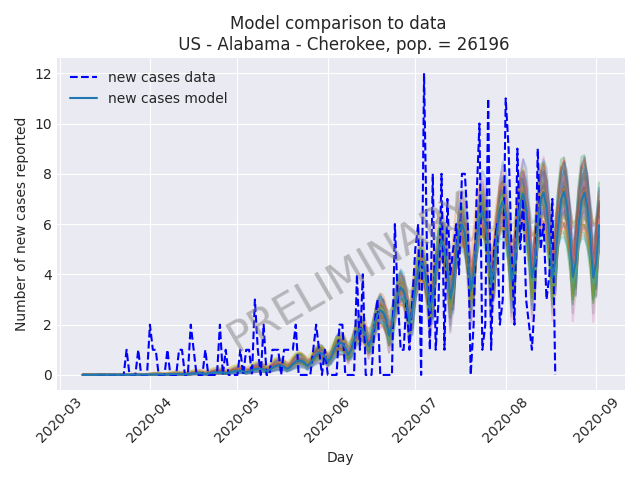 Model comparison to data
US - Alabama - Cherokee, pop. = 26196
new cases data
new cases model
PRELIMINARY
Number of new cases reported
12
10
8
6
4
2
0
2020-03
2020-04
2020-05
2020-06
2020-07
2020-08
2020-09
Day